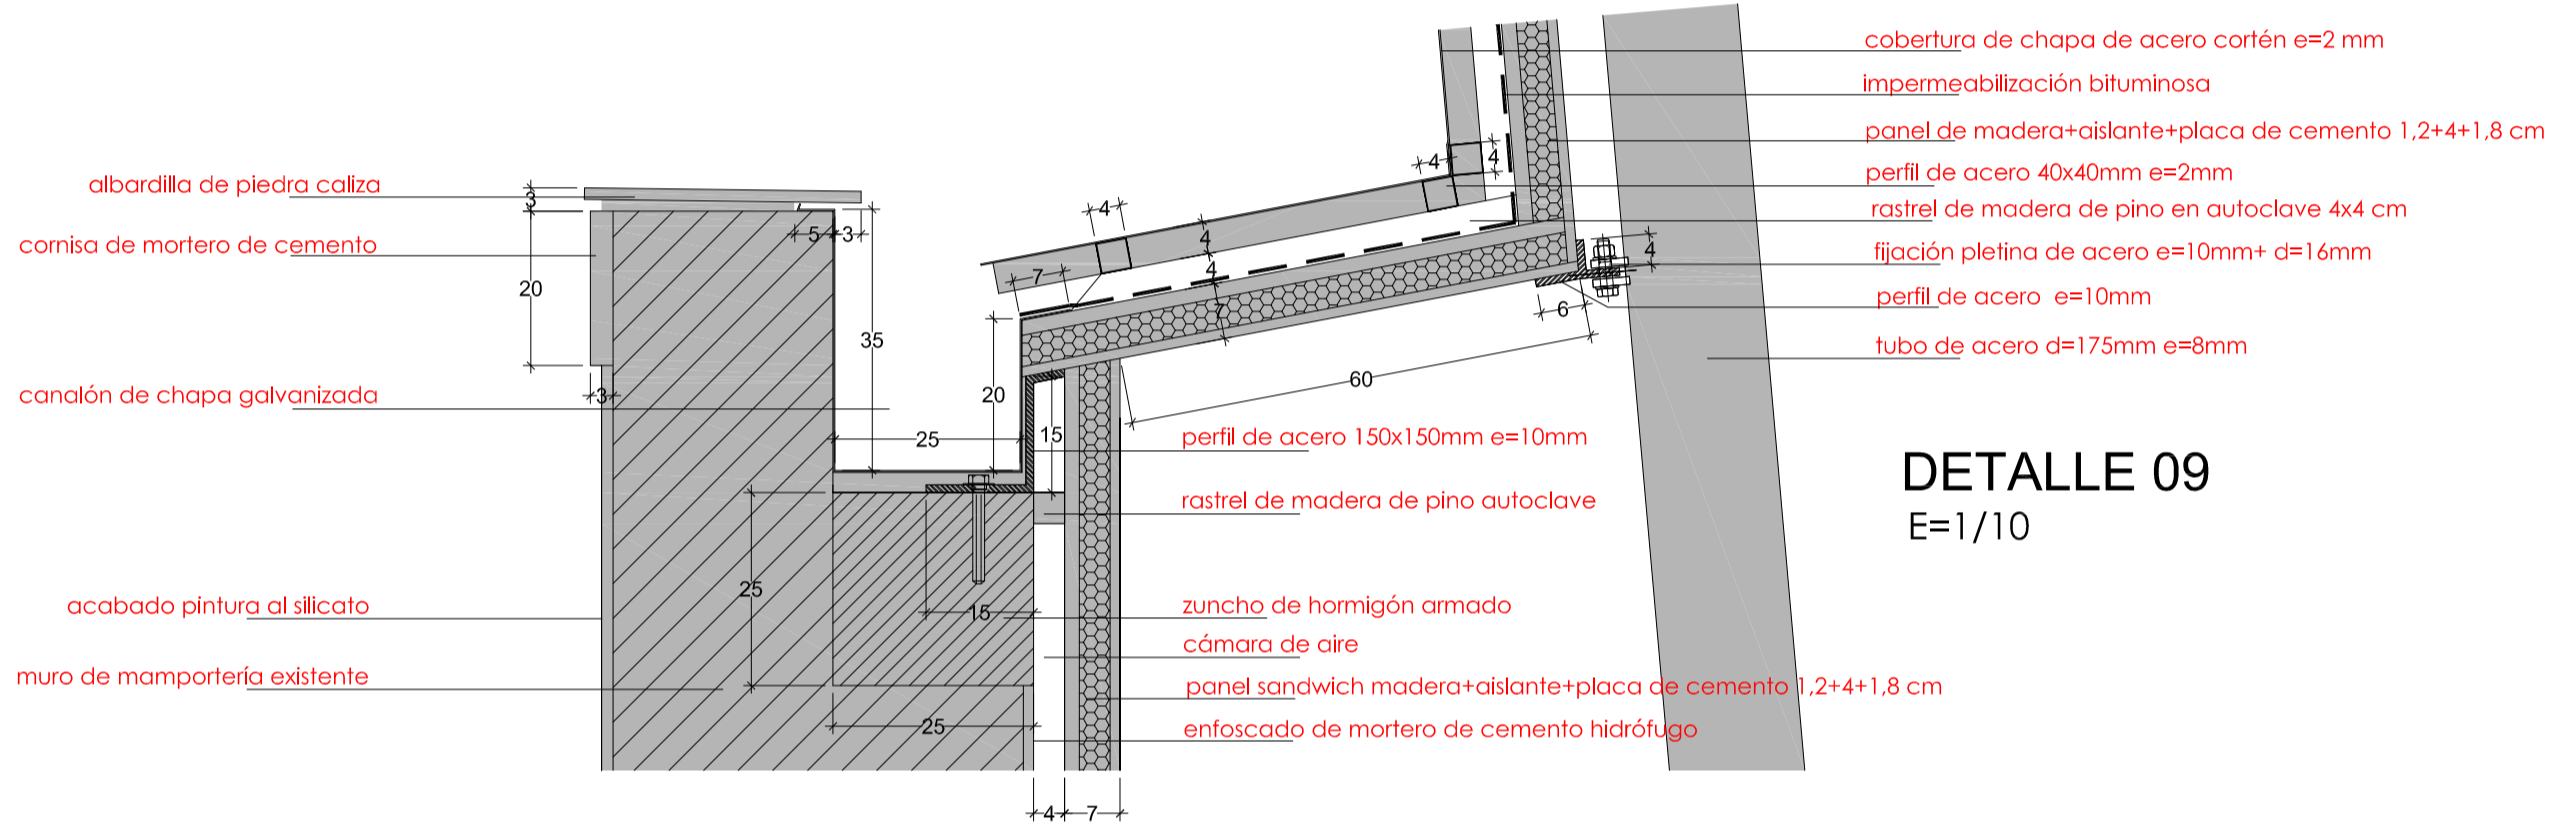 cobertura de chapa de acero cortén e=2 mm
impermeabilización bituminosa
panel de madera+aislante+placa de cemento 1,2+4+1,8 cm
perfil de acero 40x40mm e=2mm
rastrel de madera de pino en autoclave 4x4 cm
fijación pletina de acero e=10mm+ d=16mm
perfil de acero e=10mm
tubo de acero d=175mm e=8mm
albardilla de piedra caliza
cornisa de mortero de cemento
canalón de chapa galvanizada
acabado pintura al silicato
muro de mampostería existente
perfil de acero 150x150mm e=10mm
rastrel de madera de pino autoclave
zuncho de hormigón armado
cámara de aire
panel sandwich madera+aislante+placa de cemento 1,2+4+1,8 cm
enfoscado de mortero de cemento hidrófugo
DETALLE 09
E=1/10
3
20
3
5
3
35
25
20
15
25
15
25
4
7
7
4
4
4
7
4
4
4
6
60